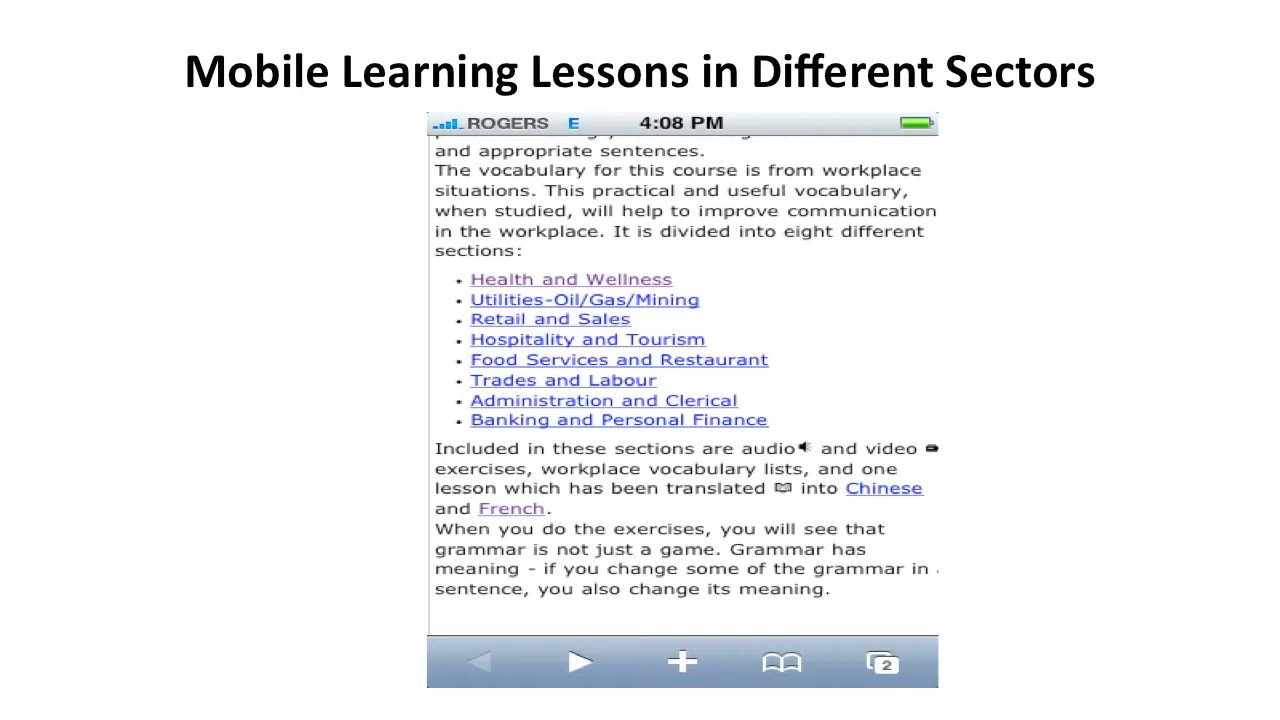 Mobile Learning Lessons in Different Sectors
ROGERS E 4:08 PM
and appropriate sentences.
The vocabulary for this course is from workplace
situations. This practical and useful vocabulary,
when studied, will help to improve communication
in the workplace. It is divided into eight different
sections:
• Health and Wellness
• Utilities-Oil/Gas/Mining
• Retail and Sales
• Hospitality and Tourism
• Food Services and Restaurant
• Trades and Labour
• Administration and Clerical
• Banking and Personal Finance
Included in these sections are audio and video
exercises, workplace vocabulary lists, and one
lesson which has been translated into Chinese
and French.
When you do the exercises, you will see that
grammar is not just a game. Grammar has
meaning - if you change some of the grammar in
sentence, you also change its meaning.
2